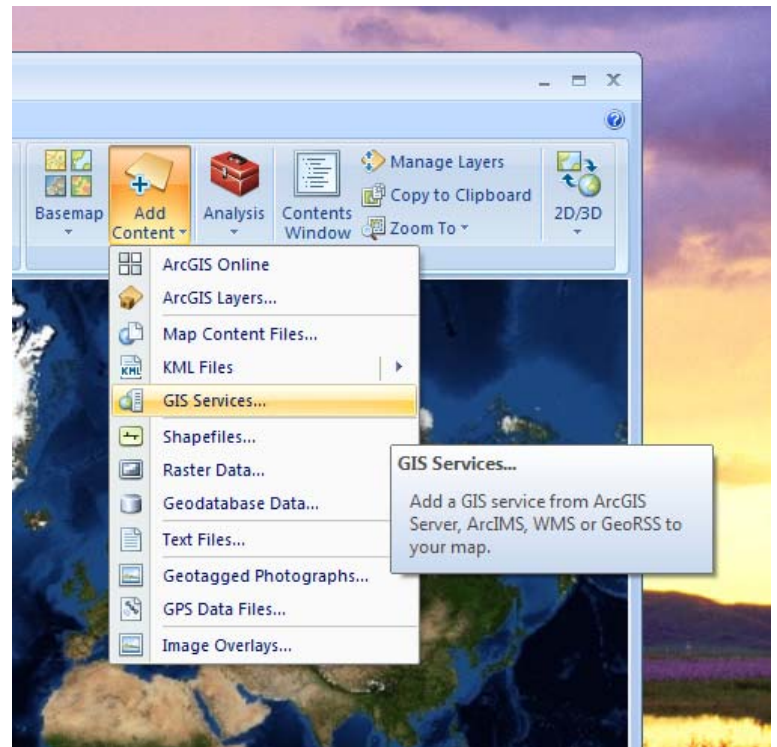 Basemap
Add
Content
Analysis
Contents
Window
Manage Layers
Copy to Clipboard
Zoom To
2D/3D
ArcGIS Online
ArcGIS Layers...
Map Content Files...
KML
KML Files
GIS Services...
Shapefiles...
Raster Data...
Geodatabase Data...
Text Files...
Geotagged Photographs...
GPS Data Files...
Image Overlays...
GIS Services...
Add a GIS service from ArcGIS
Server, ArcIMS, WMS or GeoRSS to
your map.